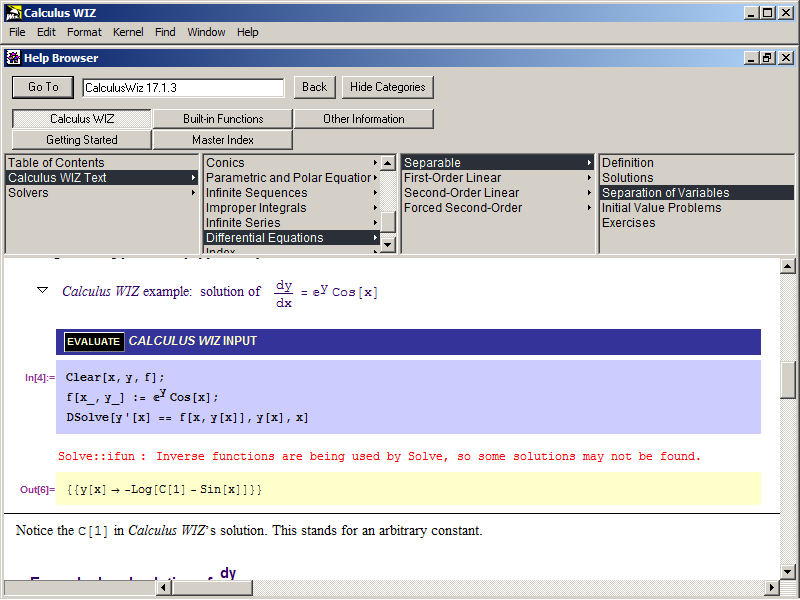 Calculus WIZ
File Edit Format Kernel Find Window Help
Help Browser
Go To CalculusWiz 17.1.3 Back Hide Categories
Calculus WIZ Built-in Functions Other Information
Getting Started Master Index
Table of Contents Conics Separable Definition
Calculus WIZ Text Parametric and Polar Equation First-Order Linear Solutions
Solvers Infinite Sequences Second-Order Linear Separation of Variables
Improper Integrals Forced Second-Order Initial Value Problems
Infinite Series Exercises
Differential Equations
Index
Calculus WIZ example: solution of dy/dx = e^y Cos[x]
EVALUATE CALCULUS WIZ INPUT
In[4]:= Clear[x, y, f];
f[x_, y_] := e^y Cos[x];
DSolve[y'[x] == f[x, y[x]], y[x], x]
Solve::ifun : Inverse functions are being used by Solve, so some solutions may not be found.
Out[6]= {{y[x] → -Log[C[1] - Sin[x]]}}
Notice the C[1] in Calculus WIZ's solution. This stands for an arbitrary constant.
dy